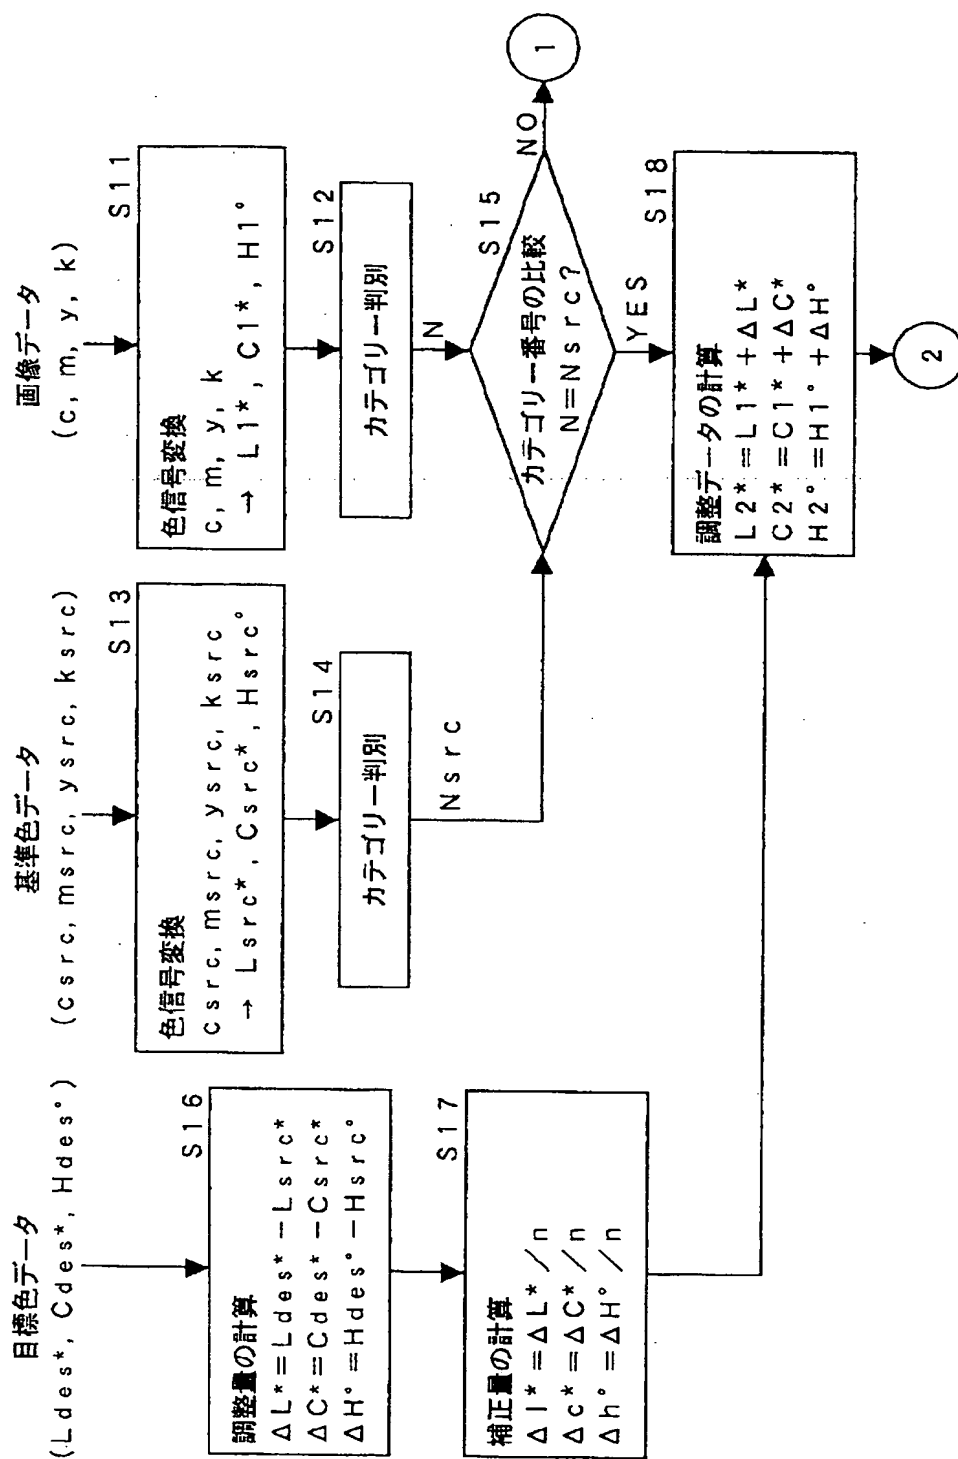 目標色データ
(Ldes*, Cdes*, Hdes°)
S16
調整量の計算
ΔL*=Ldes*-Lsrc*
ΔC*=Cdes*-Csrc*
ΔH°=Hdes°-Hsrc°
S17
補正量の計算
Δl*=ΔL*/n
Δc*=ΔC*/n
Δh°=ΔH°/n
基準色データ
(csrc, msrc, ysrc, ksrc)
S13
色信号変換
csrc, msrc, ysrc, ksrc
→ Lsrc*, Csrc*, Hsrc°
S14
カテゴリー判別
Nsrc
画像データ
(c, m, y, k)
S11
色信号変換
c, m, y, k
→ L1*, C1*, H1°
S12
カテゴリー判別
N
S15
カテゴリー番号の比較
N=Nsrc?
NO
1
YES
S18
調整データの計算
L2*=L1*+ΔL*
C2*=C1*+ΔC*
H2°=H1°+ΔH°
2